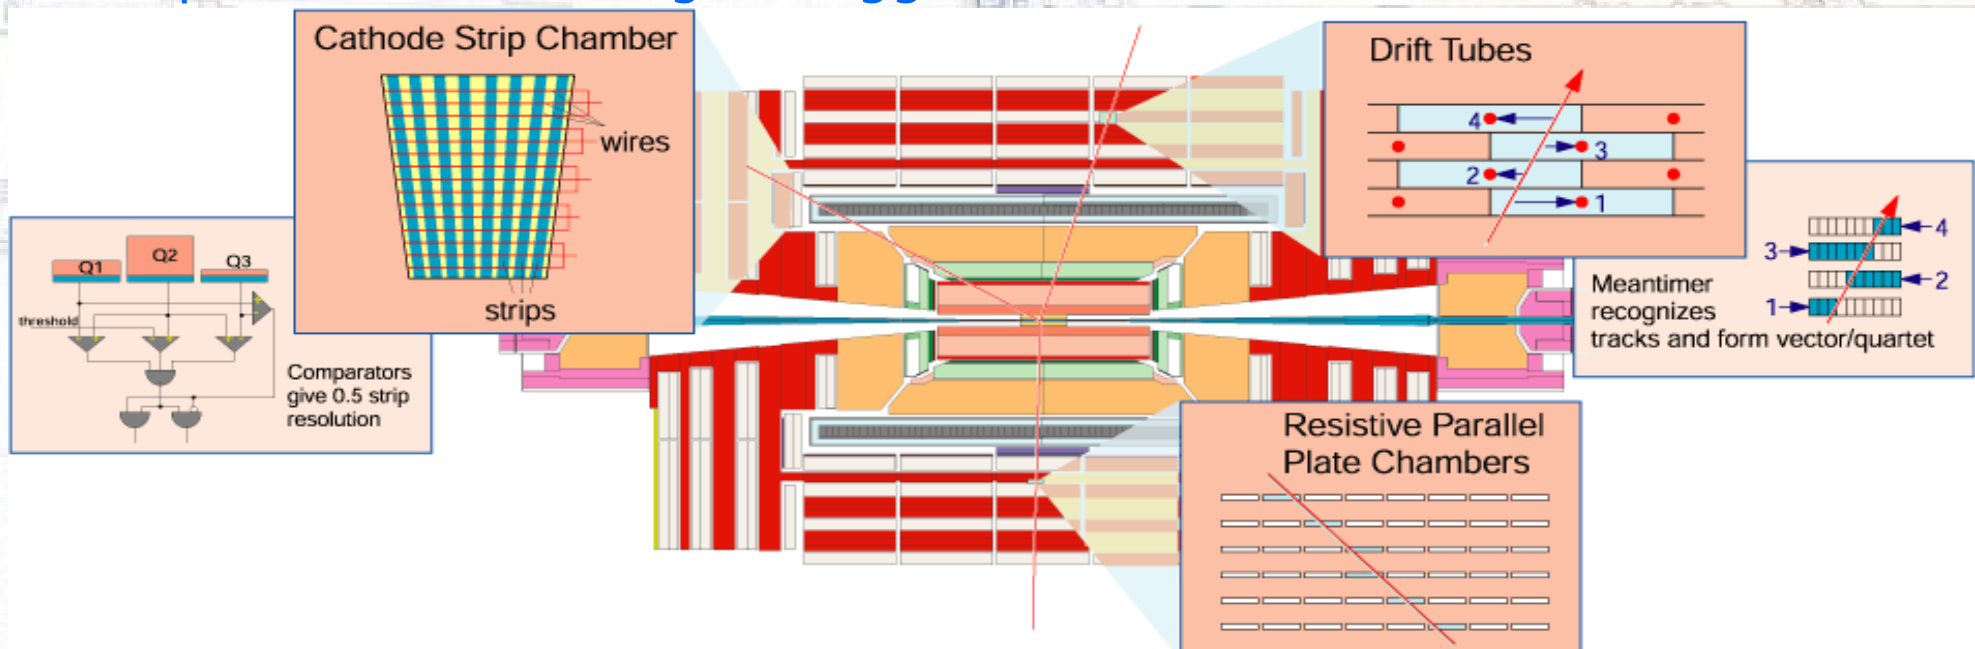 Cathode Strip Chamber
wires
strips
Q1
Q2
Q3
threshold
Comparators
give 0.5 strip
resolution
Drift Tubes
4
3
2
1
Meantimer
recognizes
tracks and form vector/quartet
4
3
2
1
Resistive Parallel
Plate Chambers